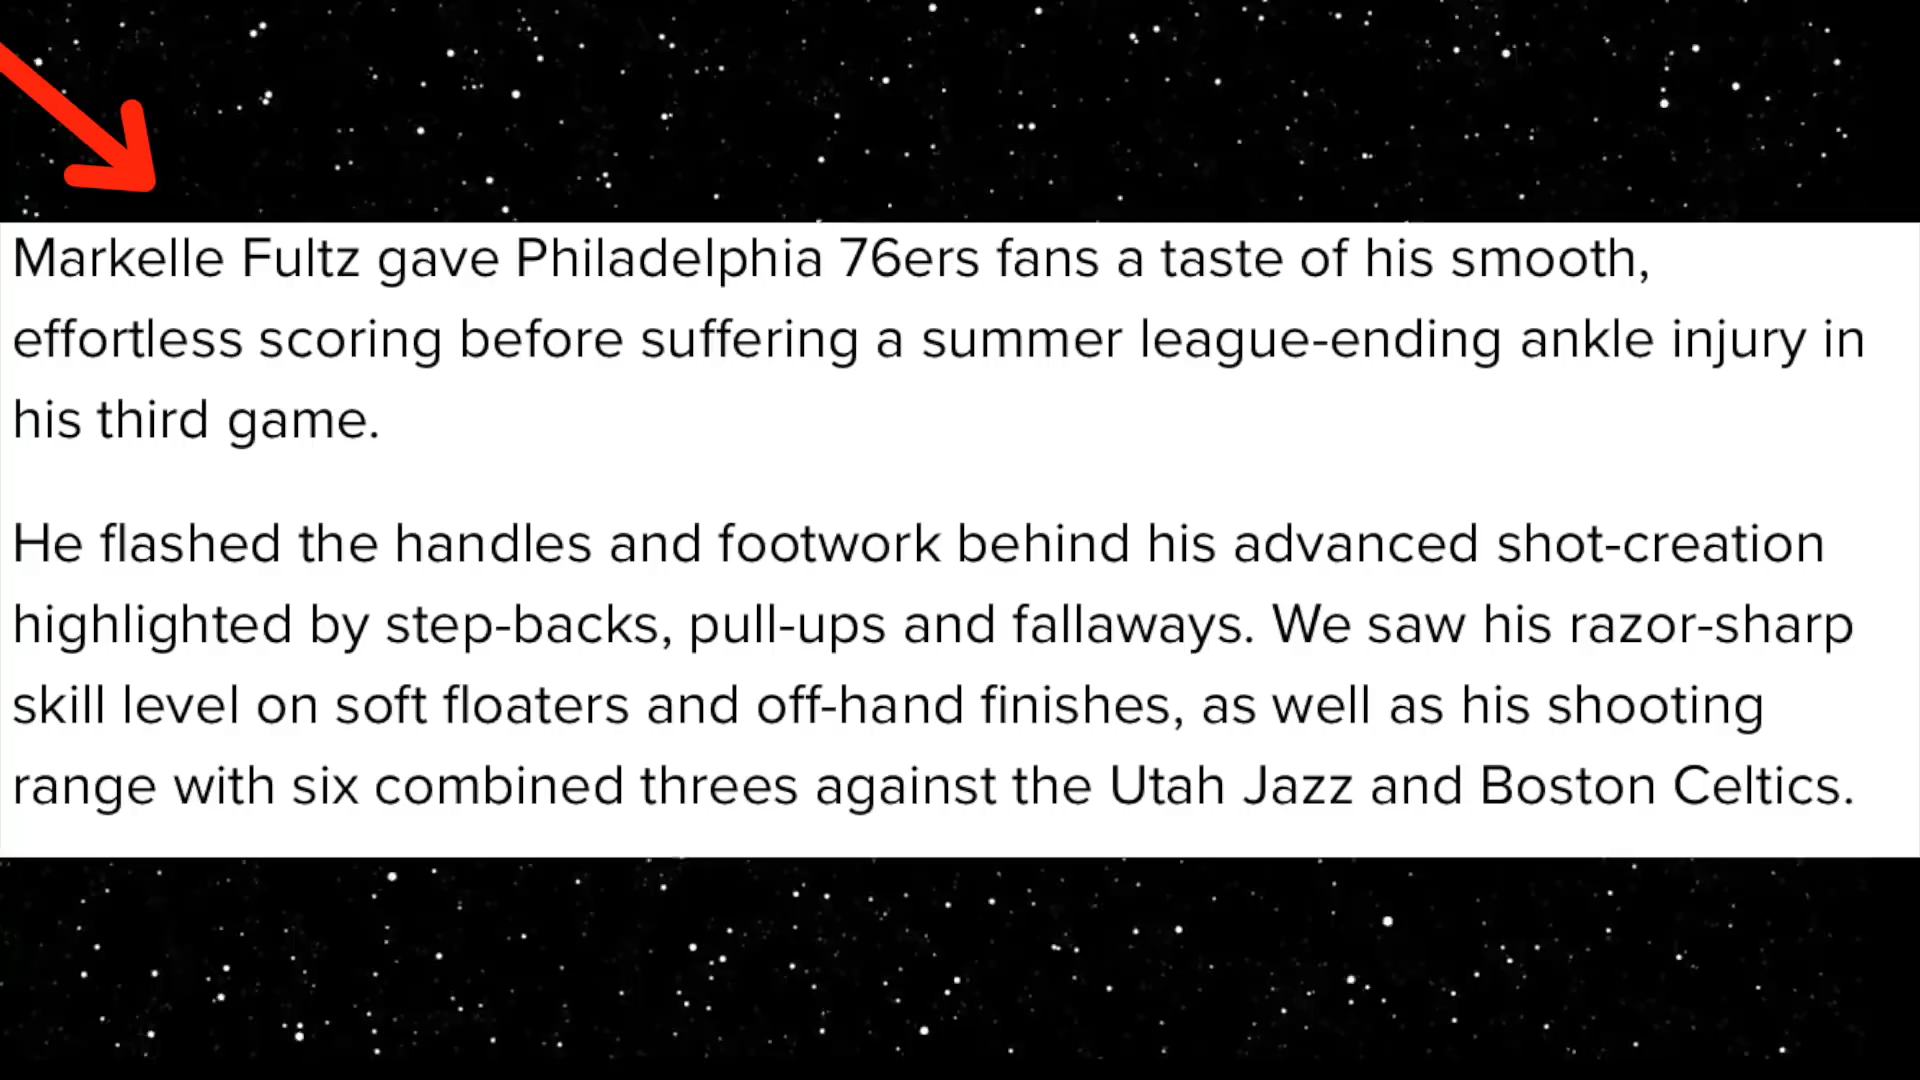 Markelle Fultz gave Philadelphia 76ers fans a taste of his smooth,
effortless scoring before suffering a summer league-ending ankle injury in
his third game.
He flashed the handles and footwork behind his advanced shot-creation
highlighted by step-backs, pull-ups and fallaways. We saw his razor-sharp
skill level on soft floaters and off-hand finishes, as well as his shooting
range with six combined threes against the Utah Jazz and Boston Celtics.